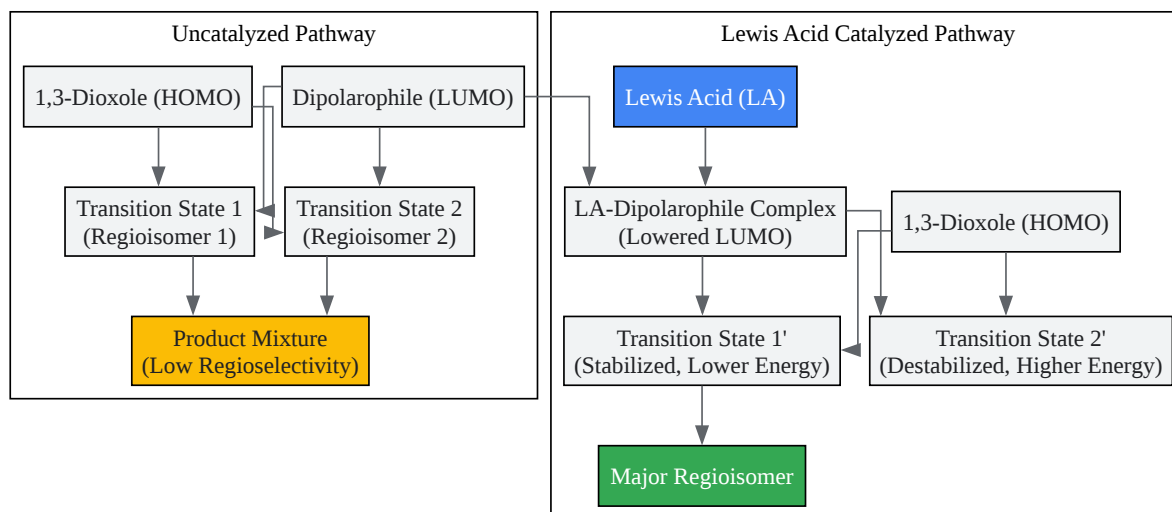 Uncatalyzed Pathway
1,3-Dioxole (HOMO)
Dipolarophile (LUMO)
Transition State 1
(Regioisomer 1)
Transition State 2
(Regioisomer 2)
Product Mixture
(Low Regioselectivity)
Lewis Acid Catalyzed Pathway
Lewis Acid (LA)
LA-Dipolarophile Complex
(Lowered LUMO)
1,3-Dioxole (HOMO)
Transition State 1'
(Stabilized, Lower Energy)
Transition State 2'
(Destabilized, Higher Energy)
Major Regioisomer